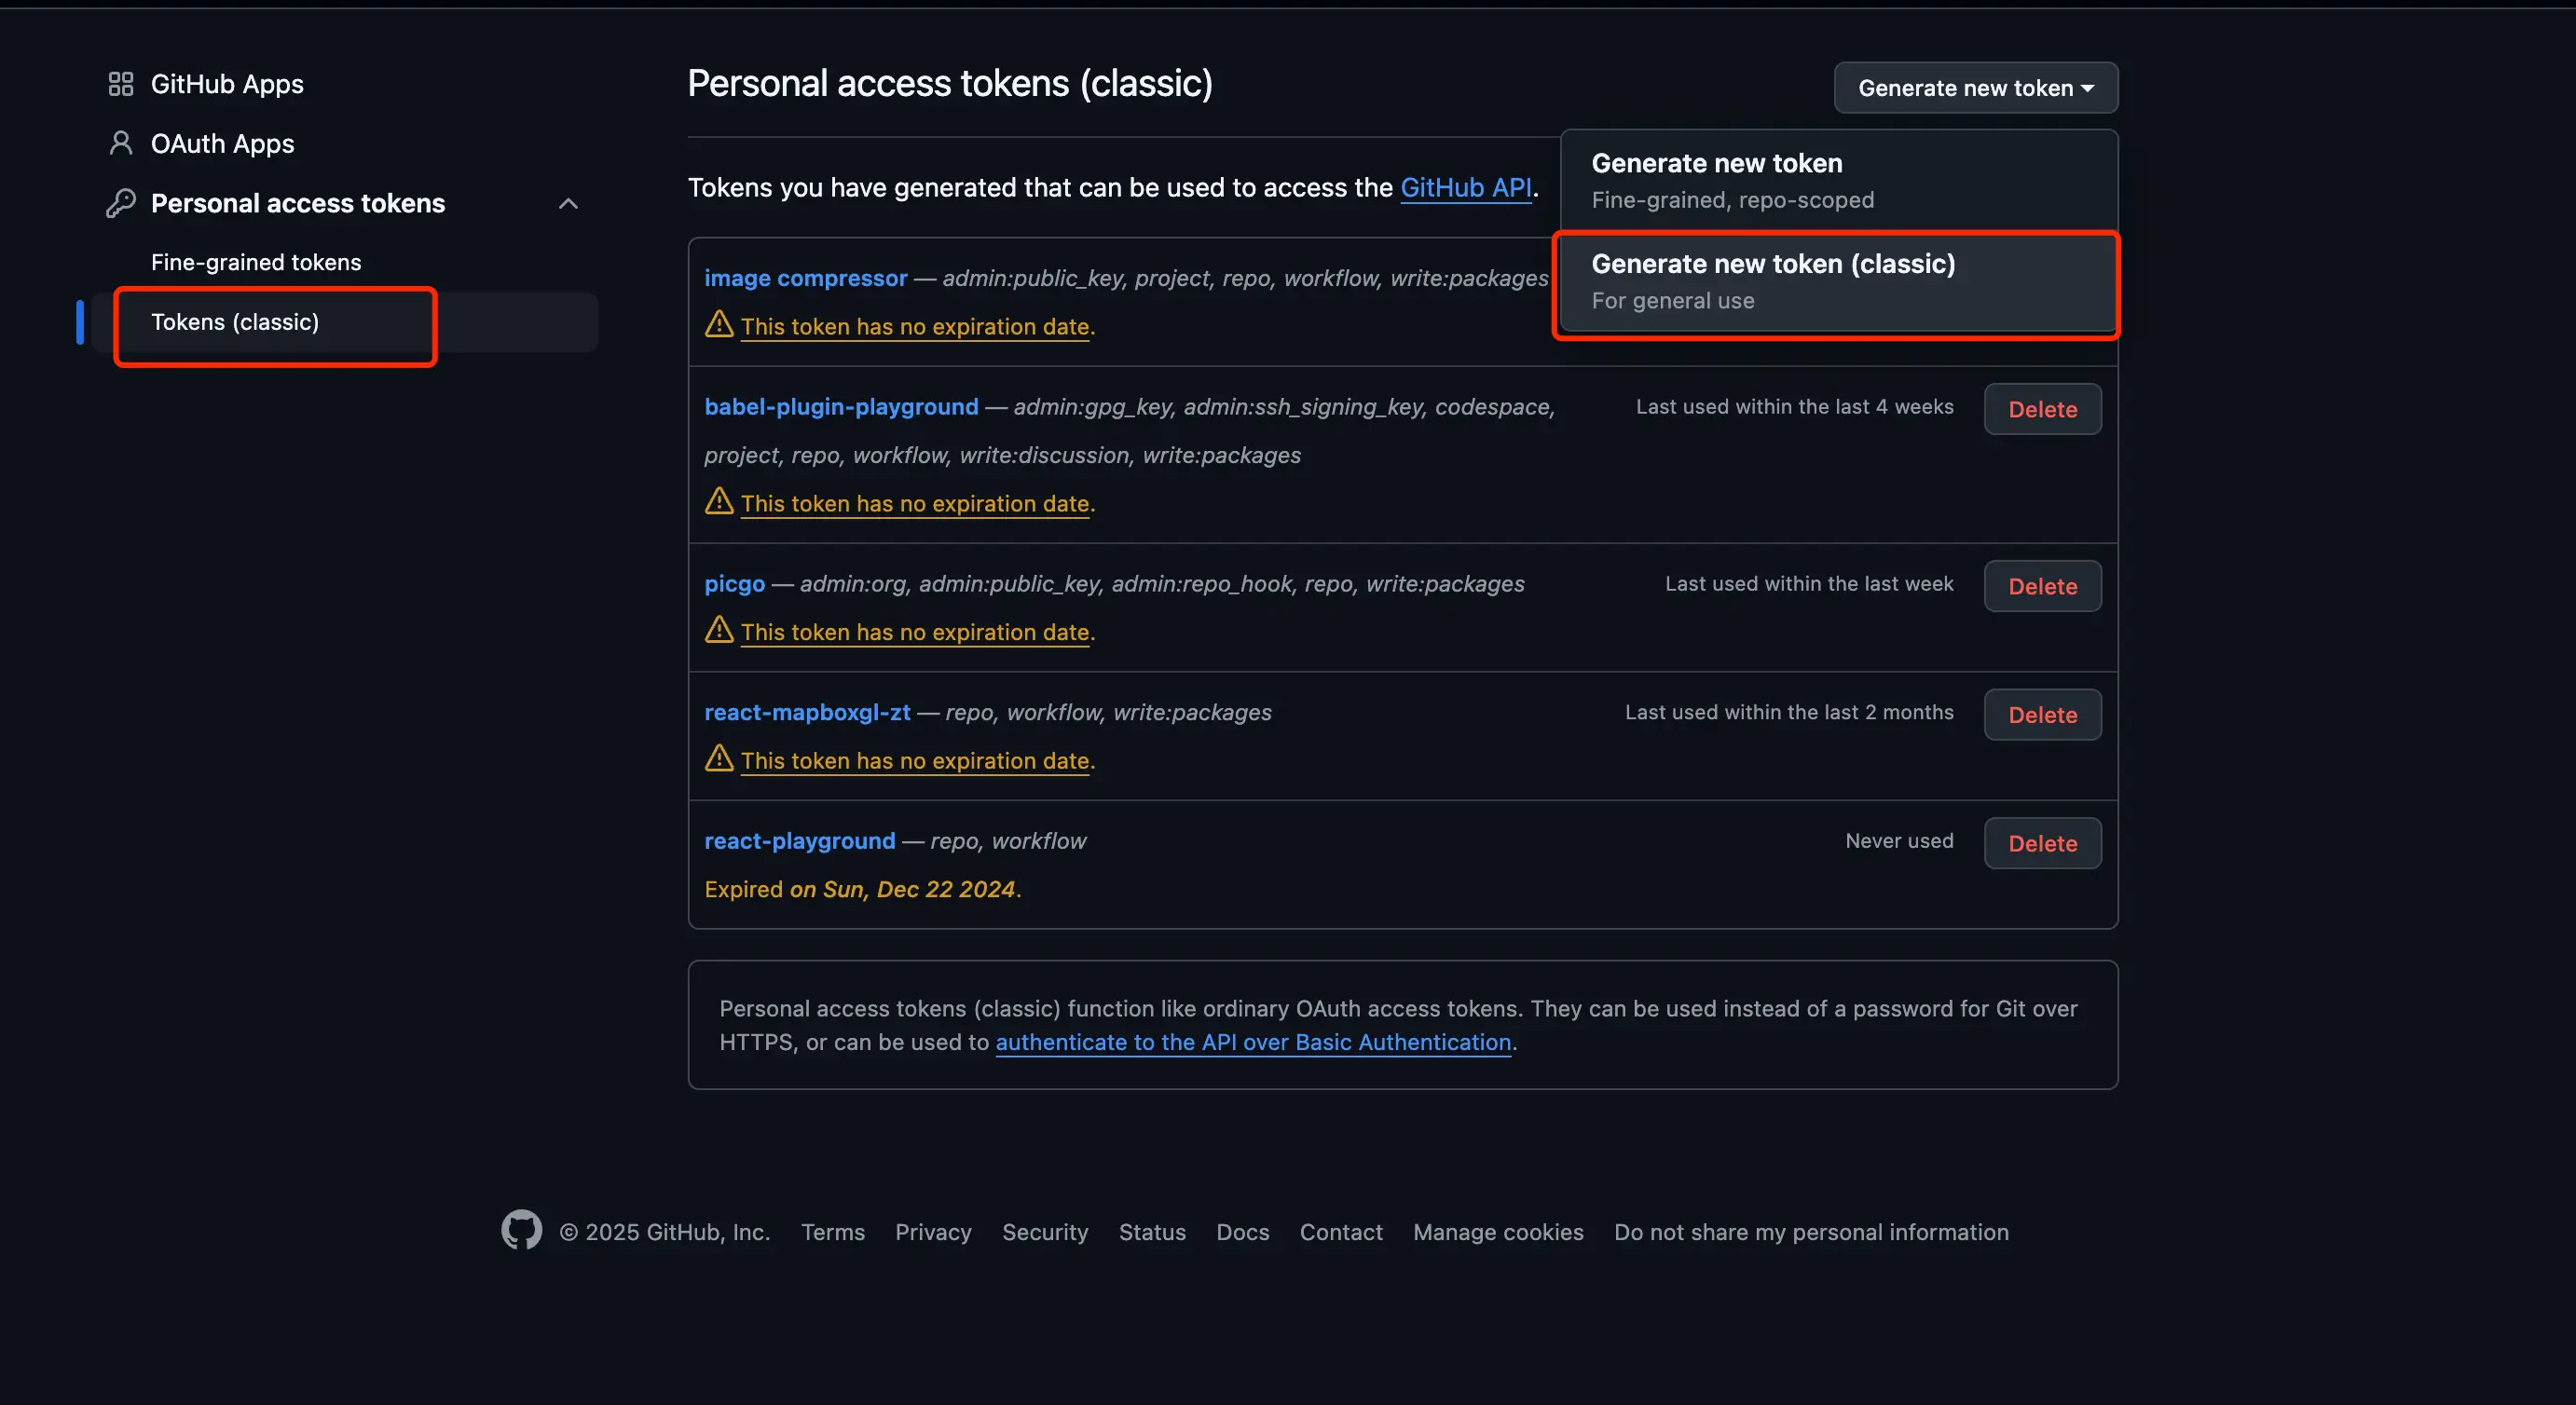 GitHub Apps
OAuth Apps
Personal access tokens
Fine-grained tokens
Tokens (classic)
Personal access tokens (classic)
Generate new token
Generate new token
Fine-grained, repo-scoped
Generate new token (classic)
For general use
Tokens you have generated that can be used to access the GitHub API.
image compressor — admin:public_key, project, repo, workflow, write:packages
This token has no expiration date.
babel-plugin-playground — admin:gpg_key, admin:ssh_signing_key, codespace,
project, repo, workflow, write:discussion, write:packages
Last used within the last 4 weeks
Delete
This token has no expiration date.
picgo — admin:org, admin:public_key, admin:repo_hook, repo, write:packages
Last used within the last week
Delete
This token has no expiration date.
react-mapboxgl-zt — repo, workflow, write:packages
Last used within the last 2 months
Delete
This token has no expiration date.
react-playground — repo, workflow
Never used
Delete
Expired on Sun, Dec 22 2024.
Personal access tokens (classic) function like ordinary OAuth access tokens. They can be used instead of a password for Git over
HTTPS, or can be used to authenticate to the API over Basic Authentication.
© 2025 GitHub, Inc. Terms Privacy Security Status Docs Contact Manage cookies Do not share my personal information